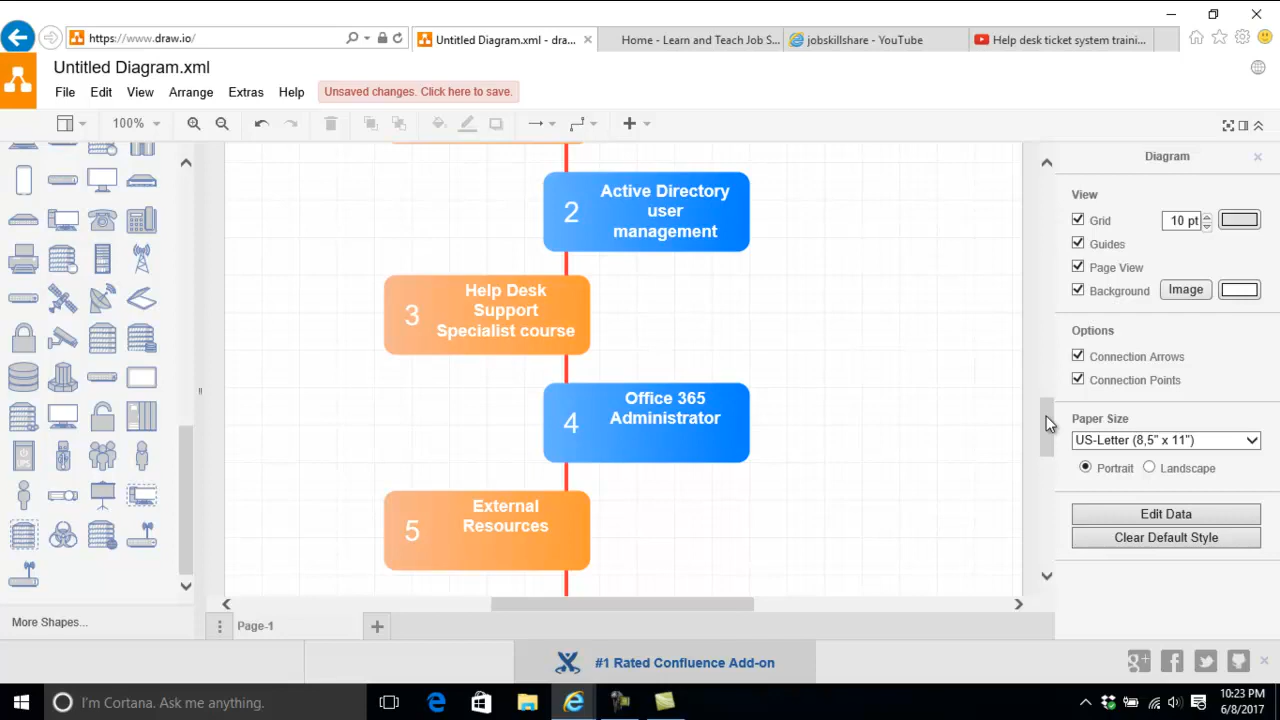 https://www.draw.io/
Untitled Diagram.xml - dra...
Home - Learn and Teach Job S...
jobskillshare - YouTube
Help desk ticket system traini...
Untitled Diagram.xml
File Edit View Arrange Extras Help
Unsaved changes. Click here to save.
100%
Diagram
View
Grid
10 pt
Guides
Page View
Background
Image
Options
Connection Arrows
Connection Points
Paper Size
US-Letter (8,5" x 11")
Portrait
Landscape
Edit Data
Clear Default Style
2
Active Directory
user
management
3
Help Desk
Support
Specialist course
4
Office 365
Administrator
5
External
Resources
More Shapes...
Page-1
#1 Rated Confluence Add-on
I'm Cortana. Ask me anything.
10:23 PM
6/8/2017